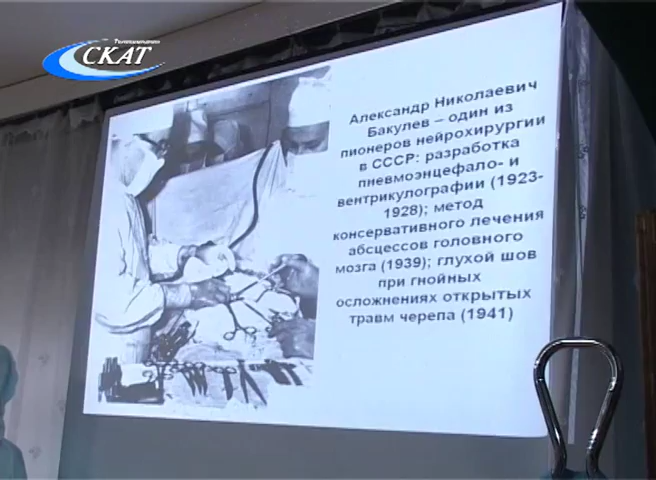 Телекомпания
СКАТ
Александр Николаевич
Бакулев – один из
пионеров нейрохирургии
в СССР: разработка
пневмоэнцефало- и
вентрикулографии (1923-
1928); метод
консервативного лечения
абсцессов головного
мозга (1939); глухой шов
при гнойных
осложнениях открытых
травм черепа (1941)